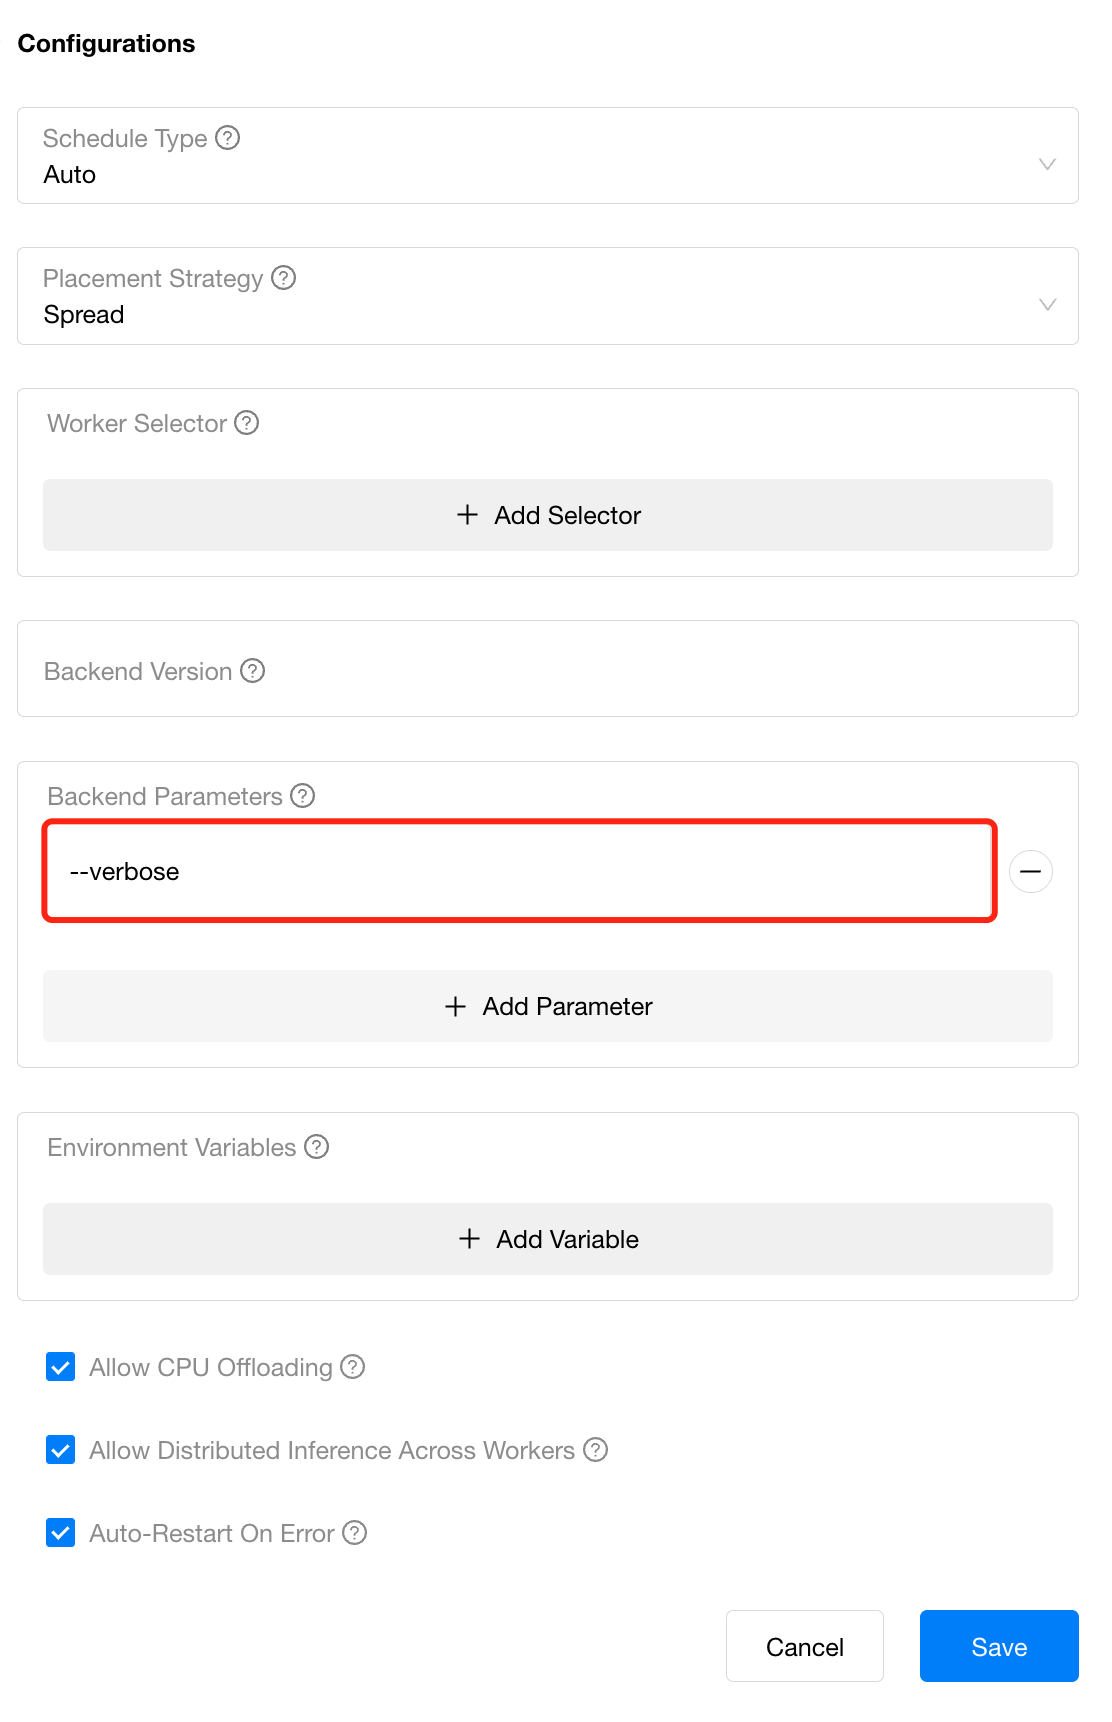 Configurations
Schedule Type ?
Auto
Placement Strategy ?
Spread
Worker Selector ?
+ Add Selector
Backend Version ?
Backend Parameters ?
--verbose
+ Add Parameter
Environment Variables ?
+ Add Variable
Allow CPU Offloading ?
Allow Distributed Inference Across Workers ?
Auto-Restart On Error ?
Cancel
Save